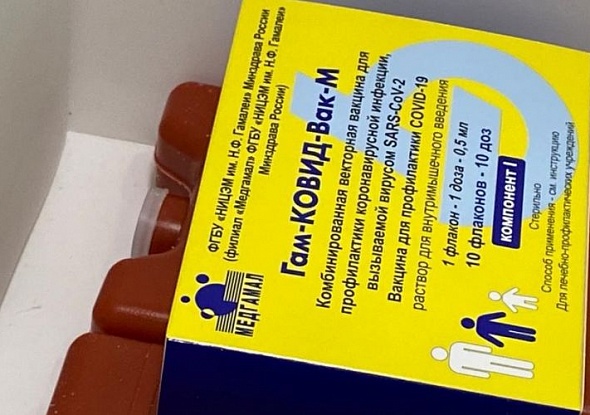 ФГБУ «НИЦЭМ им. Н.Ф. Гамалеи» Минздрава России
(филиал «Медгамал» ФГБУ «НИЦЭМ им. Н.Ф. Гамалеи»
Минздрава России)
МЕДГАМАЛ
Гам-КОВИД-Вак-М
Комбинированная векторная вакцина для
профилактики коронавирусной инфекции,
вызываемой вирусом SARS-CoV-2
Вакцина для профилактики COVID-19
раствор для внутримышечного введения
1 флакон - 1 доза - 0,5 мл
10 флаконов - 10 доз
КОМПОНЕНТ I
Стерильно
Способ применения - см. инструкцию
Для лечебно-профилактических учреждений